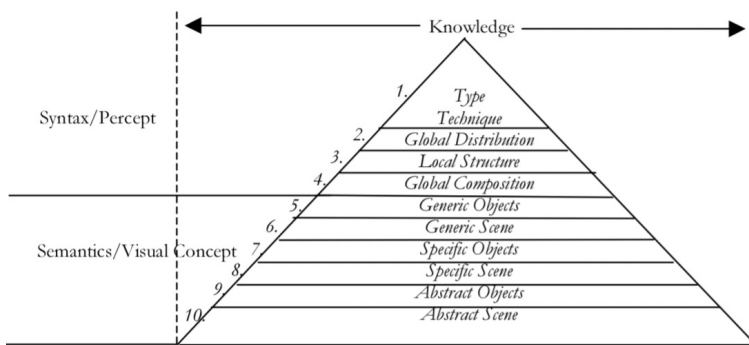 Knowledge
1.
Type
Technique
Syntax/Percept
2.
Global Distribution
3.
Local Structure
4.
Global Composition
5.
Generic Objects
6.
Generic Scene
Semantics/Visual Concept
7.
Specific Objects
8.
Specific Scene
9.
Abstract Objects
10.
Abstract Scene